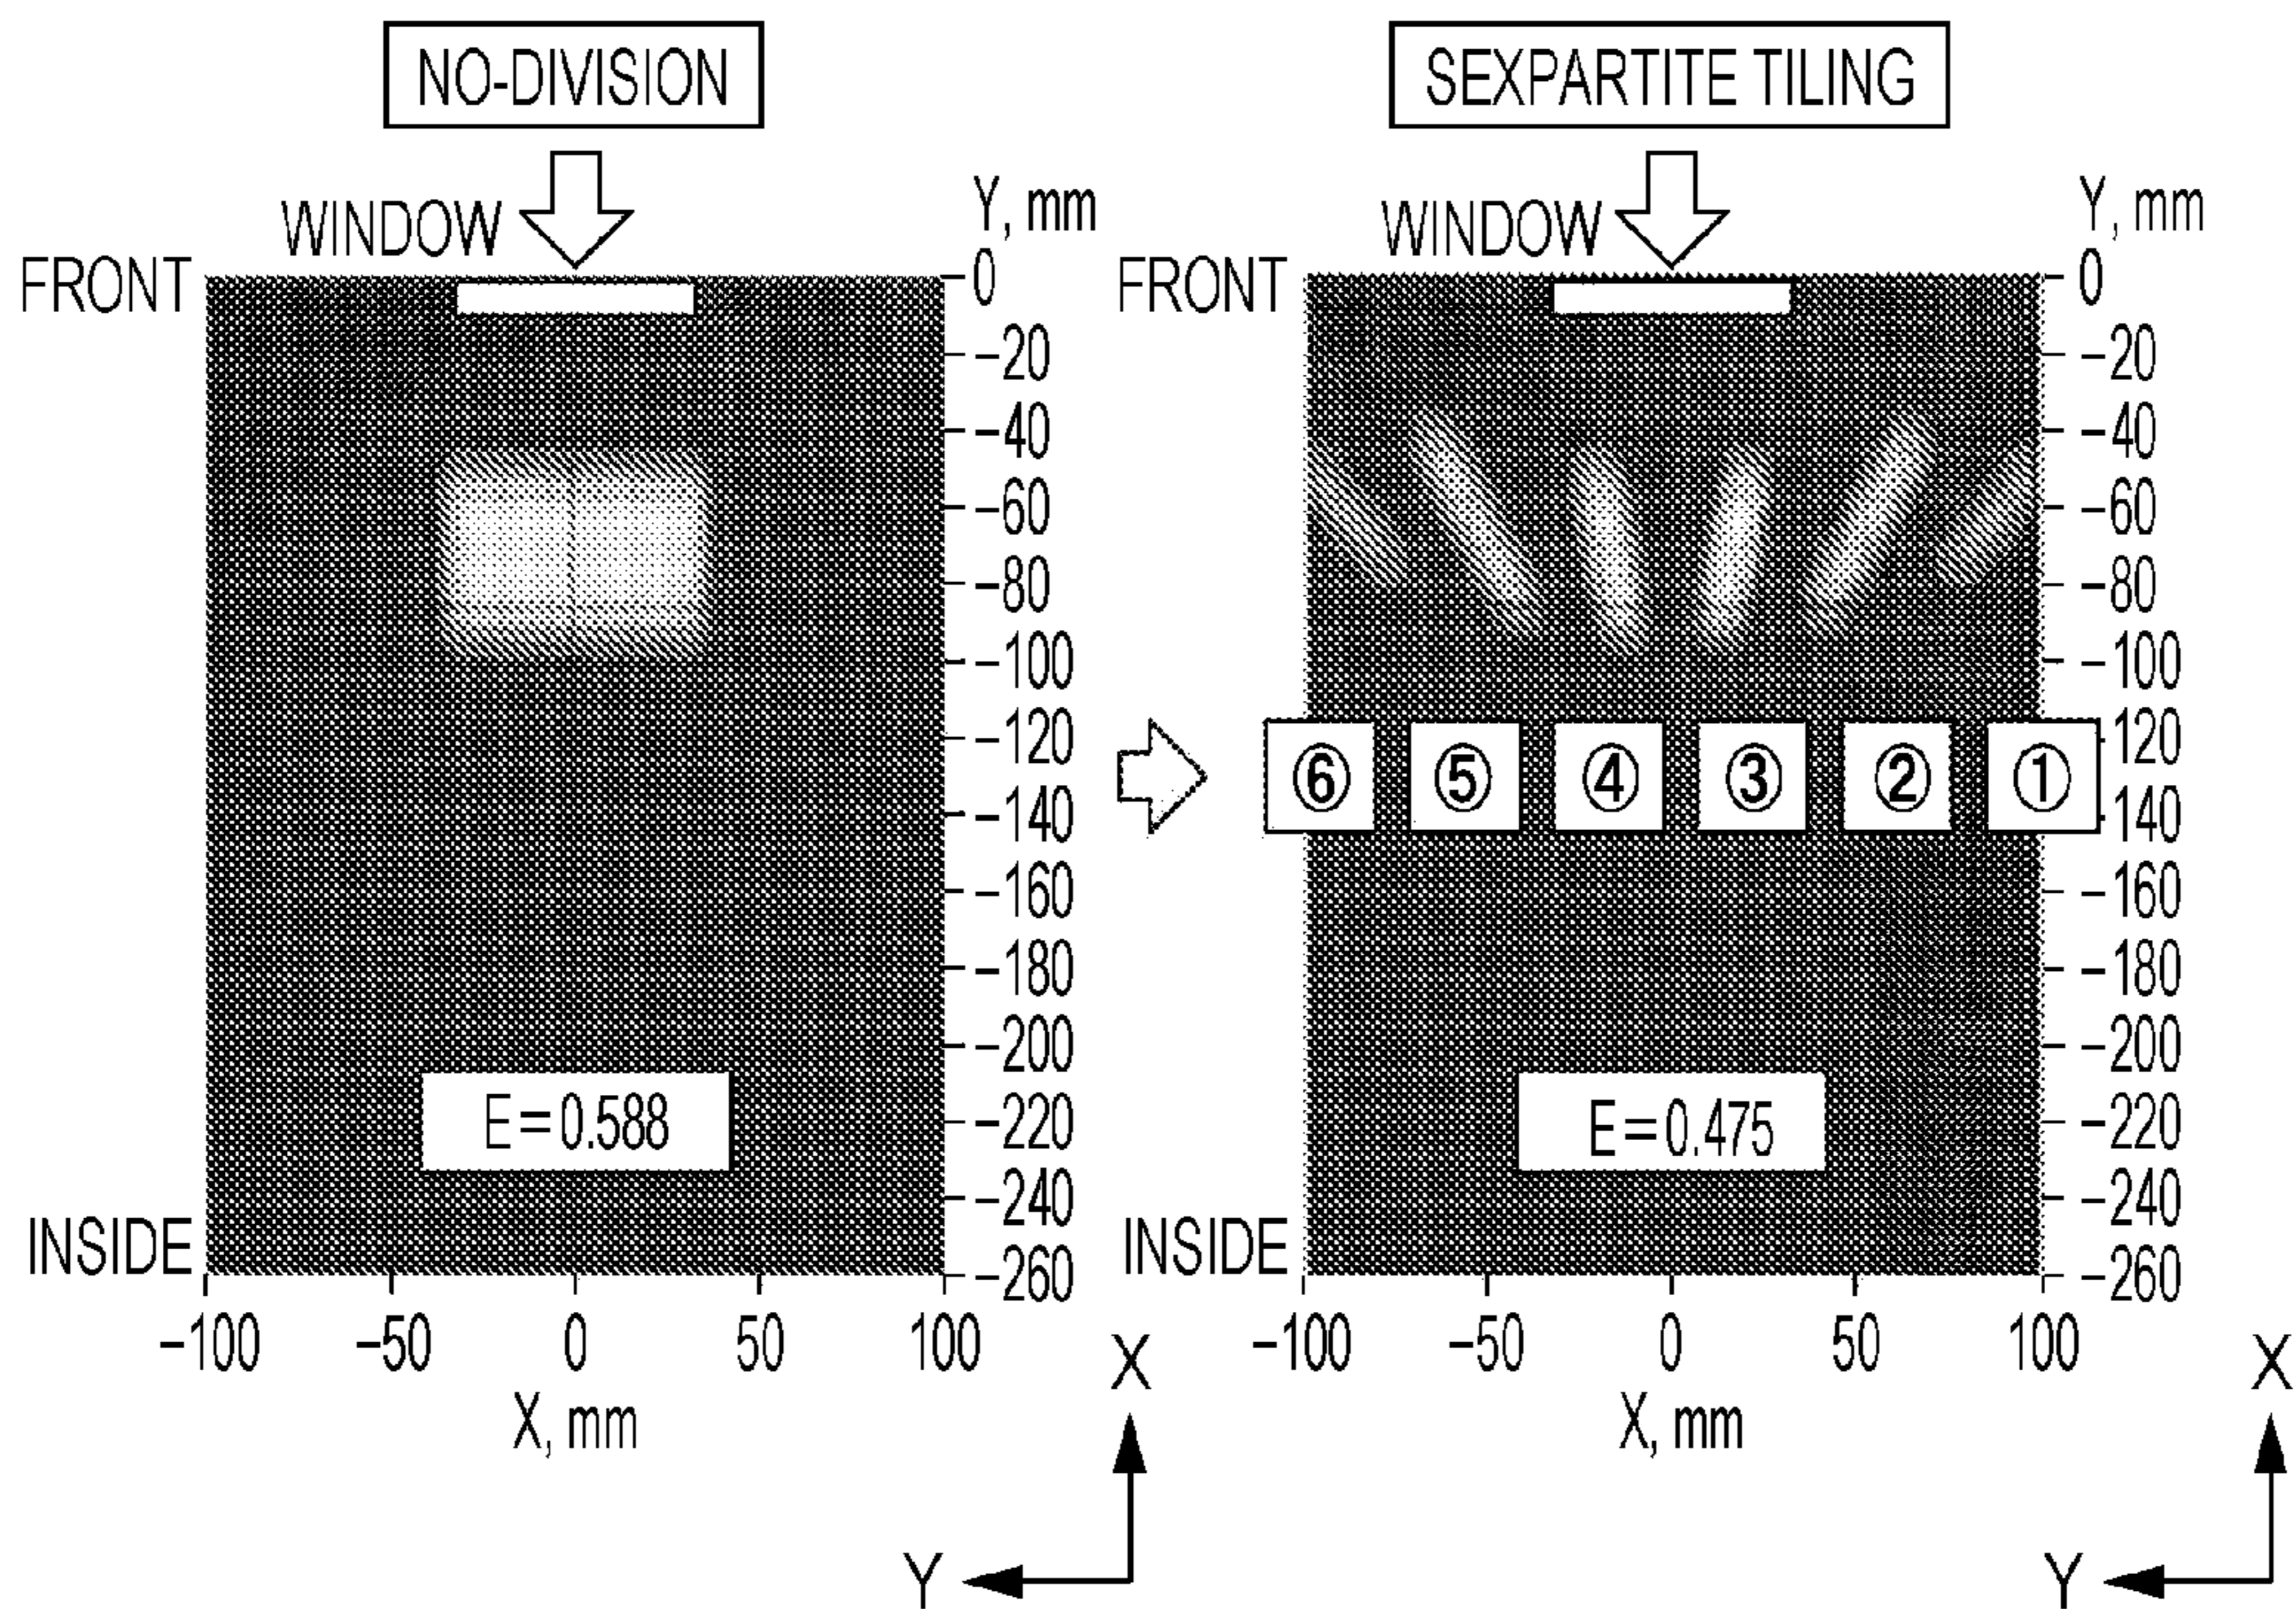 NO-DIVISION
WINDOW
FRONT
Y, mm
0
−20
−40
−60
−80
−100
−120
−140
−160
−180
−200
−220
−240
−260
E=0.588
INSIDE
−100 −50 0 50 100
X, mm
X
Y
SEXPARTITE TILING
WINDOW
FRONT
Y, mm
0
−20
−40
−60
−80
−100
120
140
−160
−180
−200
−220
−240
−260
⑥ ⑤ ④ ③ ② ①
E=0.475
INSIDE
−100 −50 0 50 100
X, mm
X
Y